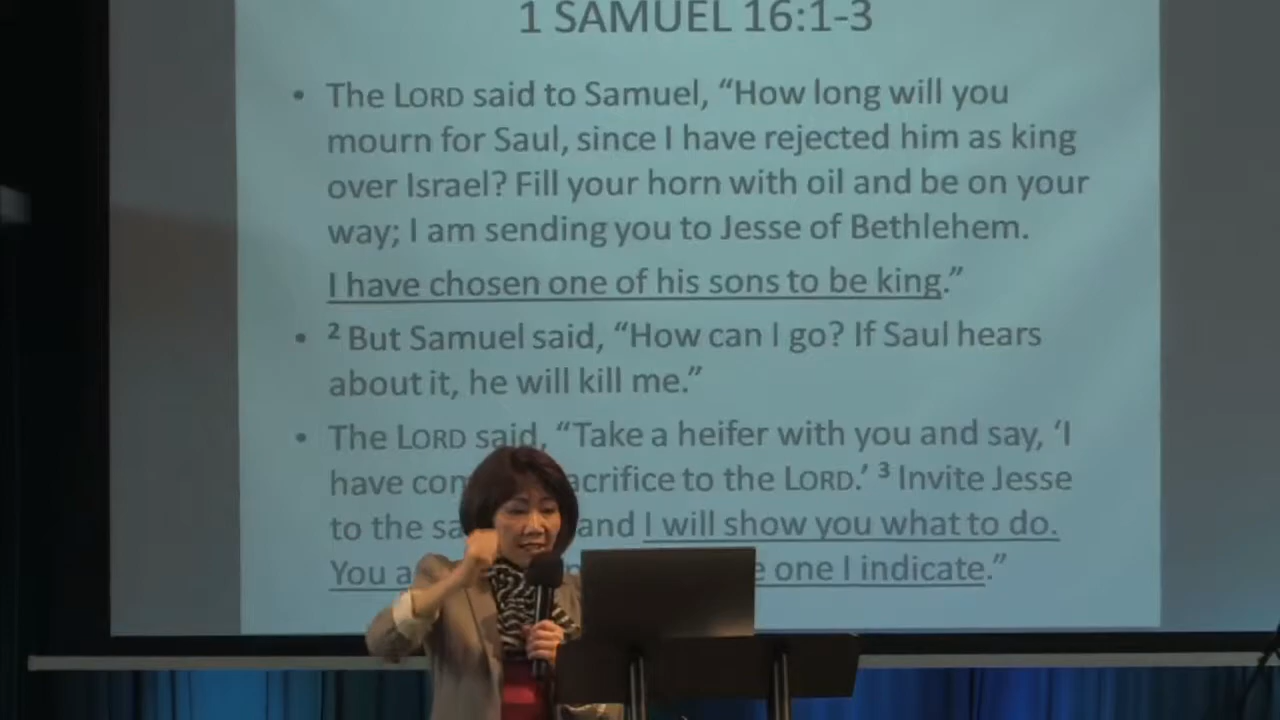 1 SAMUEL 16:1-3
• The LORD said to Samuel, “How long will you
mourn for Saul, since I have rejected him as king
over Israel? Fill your horn with oil and be on your
way; I am sending you to Jesse of Bethlehem.
I have chosen one of his sons to be king.”
• ² But Samuel said, “How can I go? If Saul hears
about it, he will kill me.”
• The LORD said, “Take a heifer with you and say, ‘I
have to the LORD.’ ³ Invite Jesse
to the and I will show you what to do.
You one I indicate.”